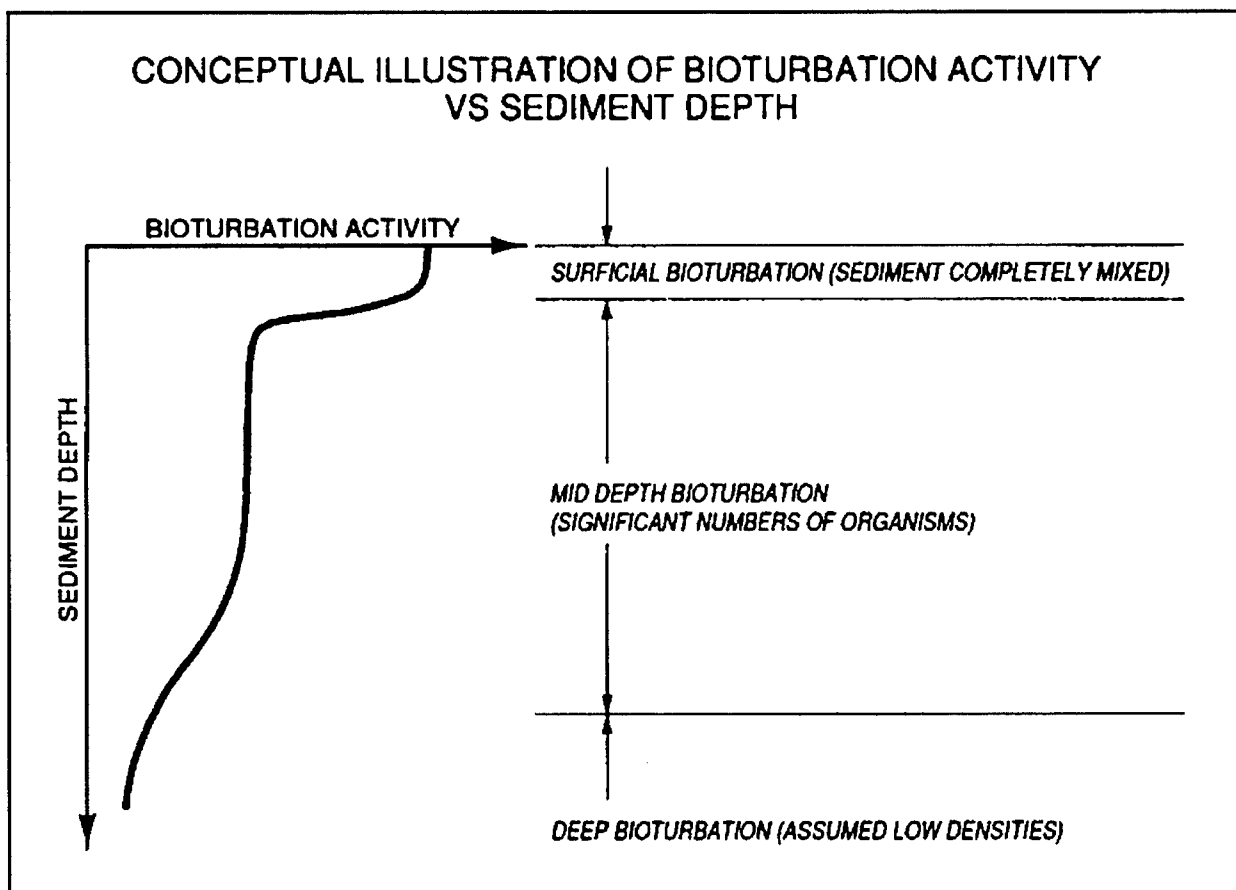 CONCEPTUAL ILLUSTRATION OF BIOTURBATION ACTIVITY
VS SEDIMENT DEPTH
BIOTURBATION ACTIVITY
SEDIMENT DEPTH
SURFICIAL BIOTURBATION (SEDIMENT COMPLETELY MIXED)
MID DEPTH BIOTURBATION
(SIGNIFICANT NUMBERS OF ORGANISMS)
DEEP BIOTURBATION (ASSUMED LOW DENSITIES)